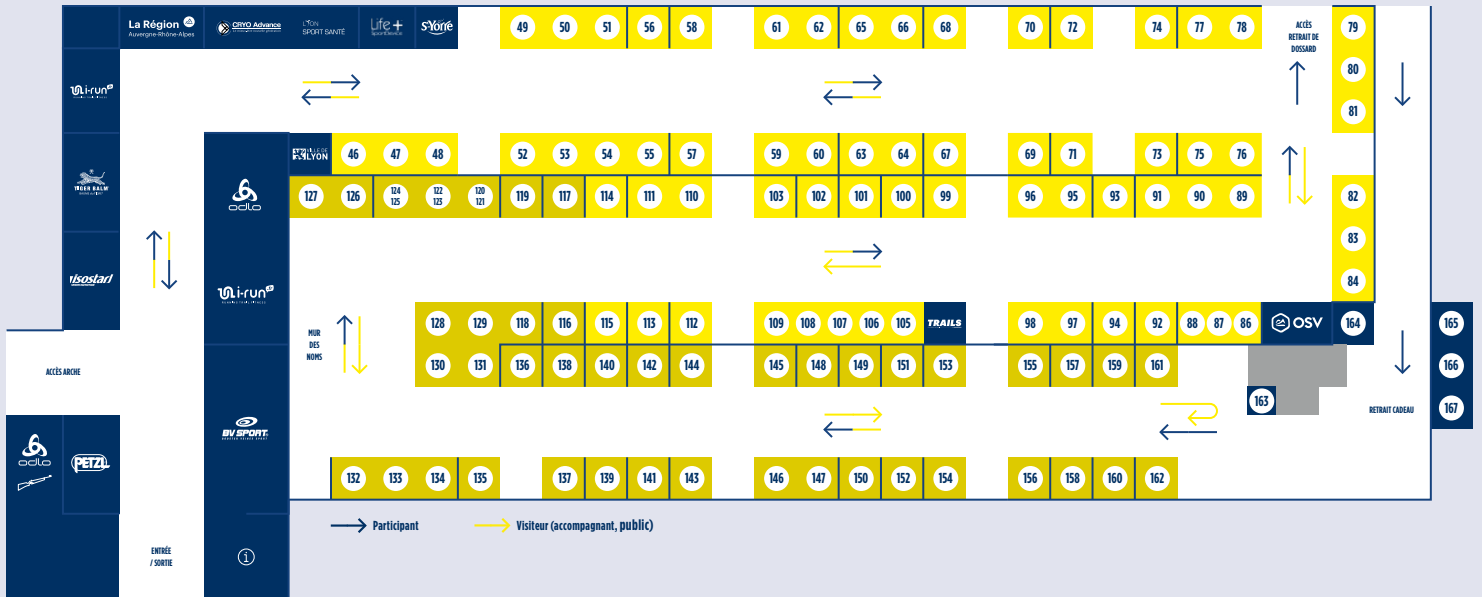 La Région
Auvergne-Rhône-Alpes
CRYO Advance
LYON
SPORT SANTÉ
Life+
SportDevice
St-Yorre
49 50 51 56 58 61 62 65 66 68 70 72 74 77 78
ACCÈS
RETRAIT DE
DOSSARD
79
80
81
i-run
TIGER BALM
isostar
odlo
i-run
VILLE DE
LYON
46 47 48 52 53 54 55 57 59 60 63 64 67 69 71 73 75 76
127 126 124 125 122 123 120 121 119 117 114 111 110 103 102 101 100 99 96 95 93 91 90 89
82
83
84
MUR
DES
NOMS
128 129 118 116 115 113 112 109 108 107 106 105 TRAILS 98 97 94 92 88 87 86 OSV 164 165
130 131 136 138 140 142 144 145 148 149 151 153 155 157 159 161 166
ACCÈS ARCHE
163
RETRAIT CADEAU
167
odlo
PETZL
BV SPORT
132 133 134 135 137 139 141 143 146 147 150 152 154 156 158 160 162
Participant
Visiteur (accompagnant, public)
ENTRÉE
/ SORTIE
i